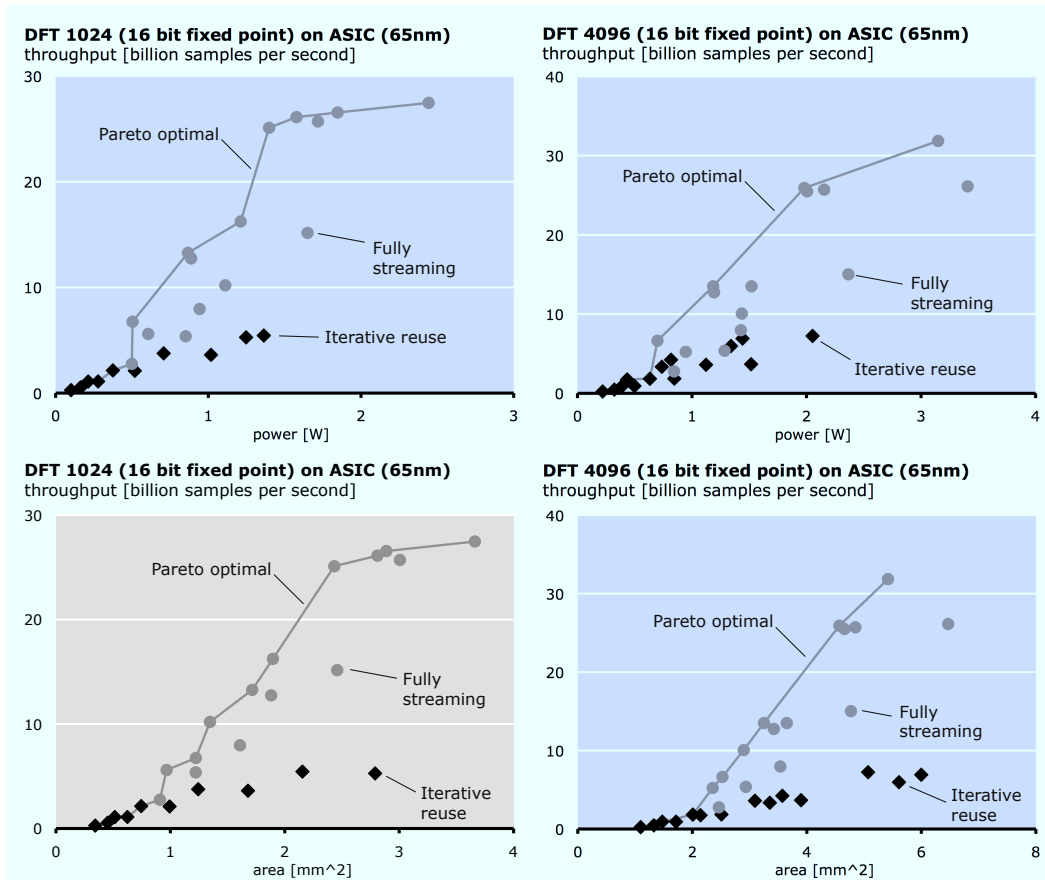 DFT 1024 (16 bit fixed point) on ASIC (65nm)
throughput [billion samples per second]
30
20
10
0
Pareto optimal
Fully
streaming
Iterative reuse
0 1 2 3
power [W]
DFT 4096 (16 bit fixed point) on ASIC (65nm)
throughput [billion samples per second]
40
30
20
10
0
Pareto optimal
Fully
streaming
Iterative reuse
0 1 2 3 4
power [W]
DFT 1024 (16 bit fixed point) on ASIC (65nm)
throughput [billion samples per second]
30
20
10
0
Pareto optimal
Fully
streaming
Iterative
reuse
0 1 2 3 4
area [mm^2]
DFT 4096 (16 bit fixed point) on ASIC (65nm)
throughput [billion samples per second]
40
30
20
10
0
Pareto optimal
Fully
streaming
Iterative
reuse
0 2 4 6 8
area [mm^2]